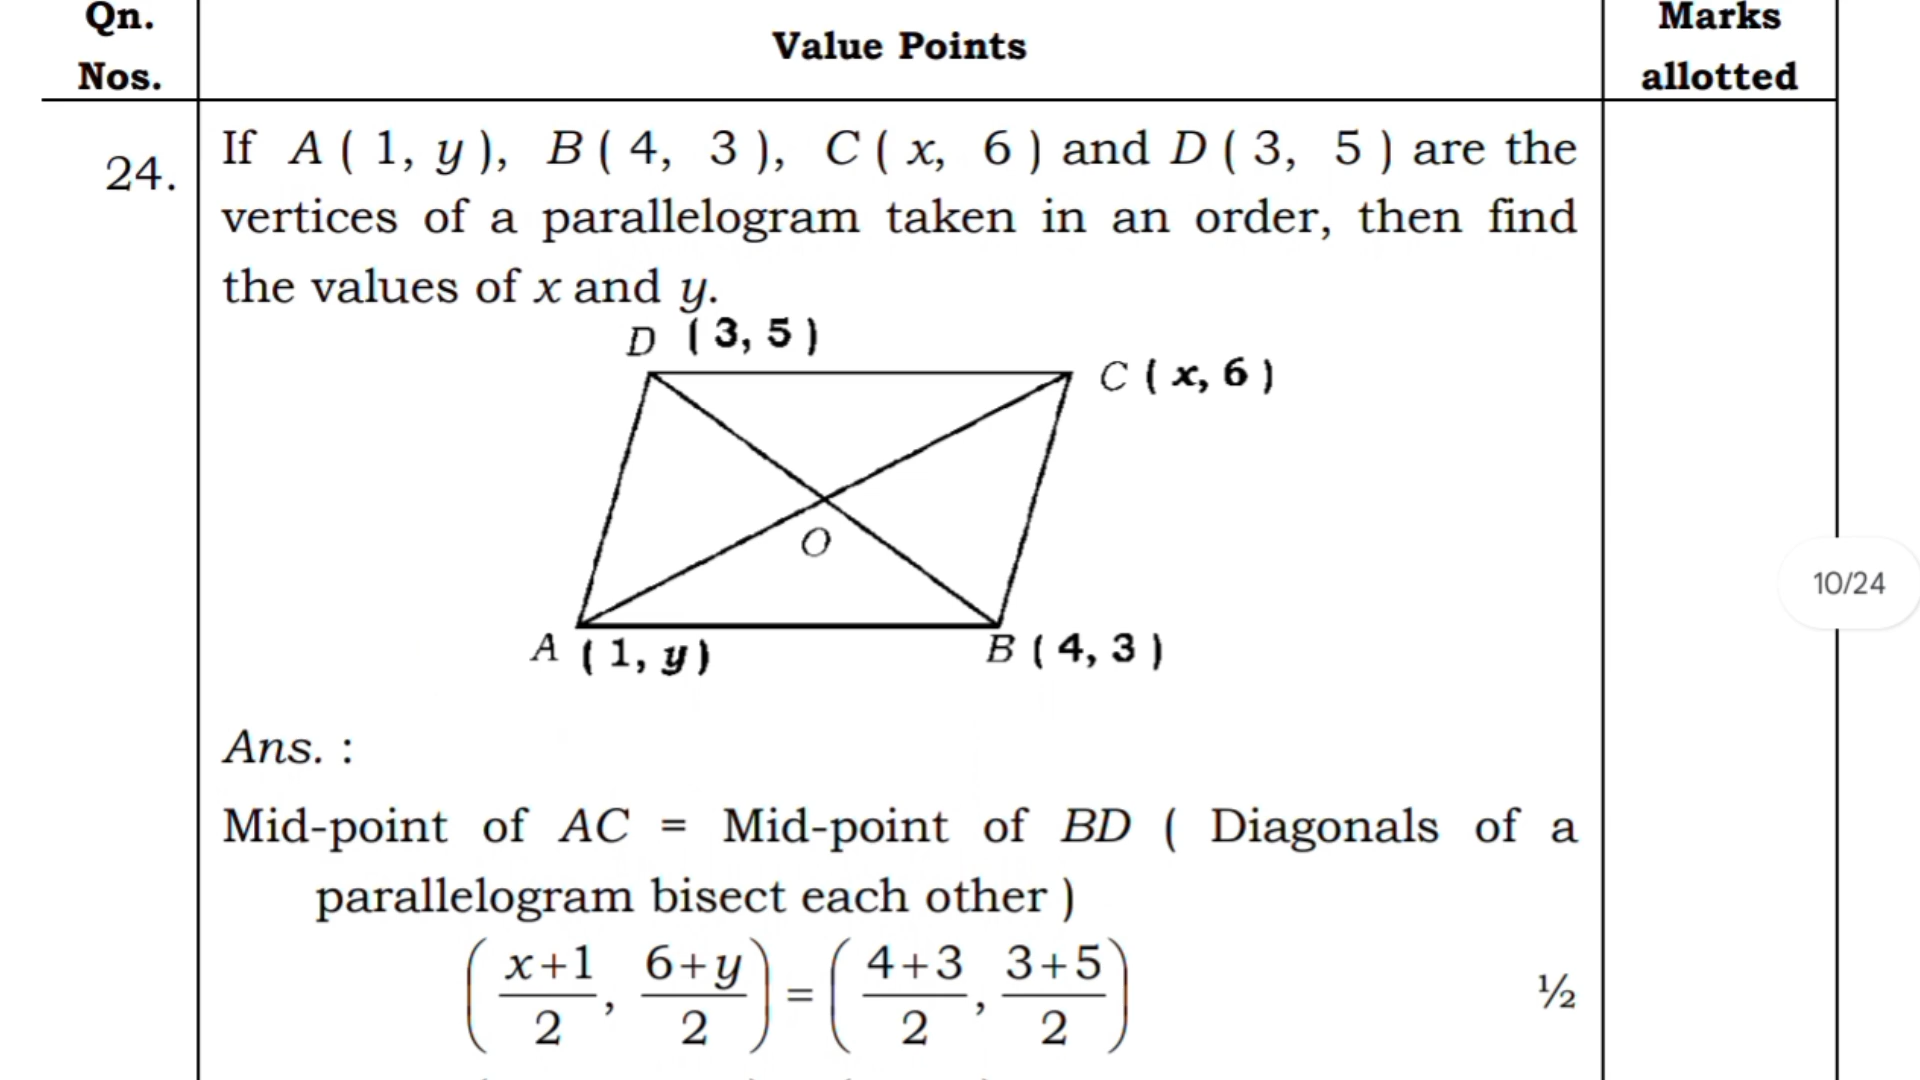 Qn. Nos.
Value Points
Marks allotted
24.
If A ( 1, y ), B ( 4, 3 ), C ( x, 6 ) and D ( 3, 5 ) are the
vertices of a parallelogram taken in an order, then find
the values of x and y.
D ( 3, 5 )
C ( x, 6 )
O
A ( 1, y )
B ( 4, 3 )
10/24
Ans. :
Mid-point of AC = Mid-point of BD ( Diagonals of a
parallelogram bisect each other )
( x+1/2 , 6+y/2 ) = ( 4+3/2 , 3+5/2 ) ½